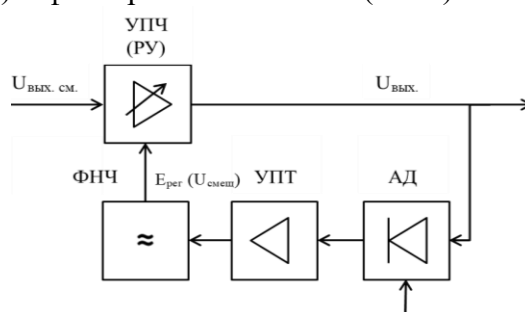 УПЧ
(РУ)
Uвых. см.
Uвых.
ФНЧ
Eрег (Uсмещ)
УПТ
АД
≈